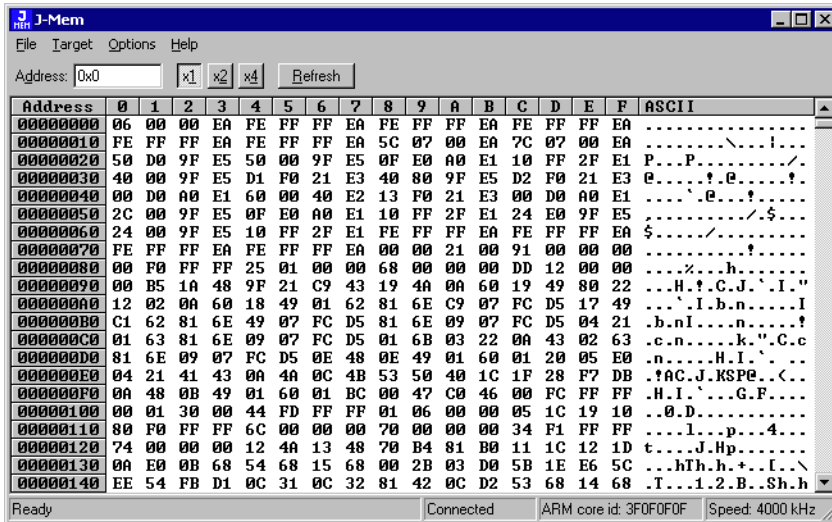 J-Mem
File Target Options Help
Address: 0x0 x1 x2 x4 Refresh
Address 0 1 2 3 4 5 6 7 8 9 A B C D E F ASCII
00000000 06 00 00 EA FE FF FF EA FE FF FF EA FE FF FF EA ................
00000010 FE FF FF EA FE FF FF EA 5C 07 00 EA 7C 07 00 EA ........\...|...
00000020 50 D0 9F E5 50 00 9F E5 0F E0 A0 E1 10 FF 2F E1 P...P........./.
00000030 40 00 9F E5 D1 F0 21 E3 40 80 9F E5 D2 F0 21 E3 @.....!.@.....!.
00000040 00 D0 A0 E1 60 00 40 E2 13 F0 21 E3 00 D0 A0 E1 ....`.@...!.....
00000050 2C 00 9F E5 0F E0 A0 E1 10 FF 2F E1 24 E0 9F E5 ,........./.$...
00000060 24 00 9F E5 10 FF 2F E1 FE FF FF EA FE FF FF EA $...../.........
00000070 FE FF FF EA FE FF FF EA 00 00 21 00 91 00 00 00 ..........!.....
00000080 00 F0 FF FF 25 01 00 00 68 00 00 00 DD 12 00 00 ....%...h.......
00000090 00 B5 1A 48 9F 21 C9 43 19 4A 0A 60 19 49 80 22 ...H.!.C.J.`.I."
000000A0 12 02 0A 60 18 49 01 62 81 6E C9 07 FC D5 17 49 ...`.I.b.n.....I
000000B0 C1 62 81 6E 49 07 FC D5 81 6E 09 07 FC D5 04 21 .b.nI....n.....!
000000C0 01 63 81 6E 09 07 FC D5 01 6B 03 22 0A 43 02 63 .c.n.....k.".C.c
000000D0 81 6E 09 07 FC D5 0E 48 0E 49 01 60 01 20 05 E0 .n.....H.I.`. ..
000000E0 04 21 41 43 0A 4A 0C 4B 53 50 40 1C 1F 28 F7 DB .!AC.J.KSP@..(..
000000F0 0A 48 0B 49 01 60 01 BC 00 47 C0 46 00 FC FF FF .H.I.`...G.F....
00000100 00 01 30 00 44 FD FF FF 01 06 00 00 05 1C 19 10 ..0.D...........
00000110 80 F0 FF FF 6C 00 00 00 70 00 00 00 34 F1 FF FF ....l...p...4...
00000120 74 00 00 00 12 4A 13 48 70 B4 81 B0 11 1C 12 1D t....J.Hp.......
00000130 0A E0 0B 68 54 68 15 68 00 2B 03 D0 5B 1E E6 5C ...hTh.h.+..[..\
00000140 EE 54 FB D1 0C 31 0C 32 81 42 0C D2 53 68 14 68 .T...1.2.B..Sh.h
Ready Connected ARM core id: 3F0F0F0F Speed: 4000 kHz